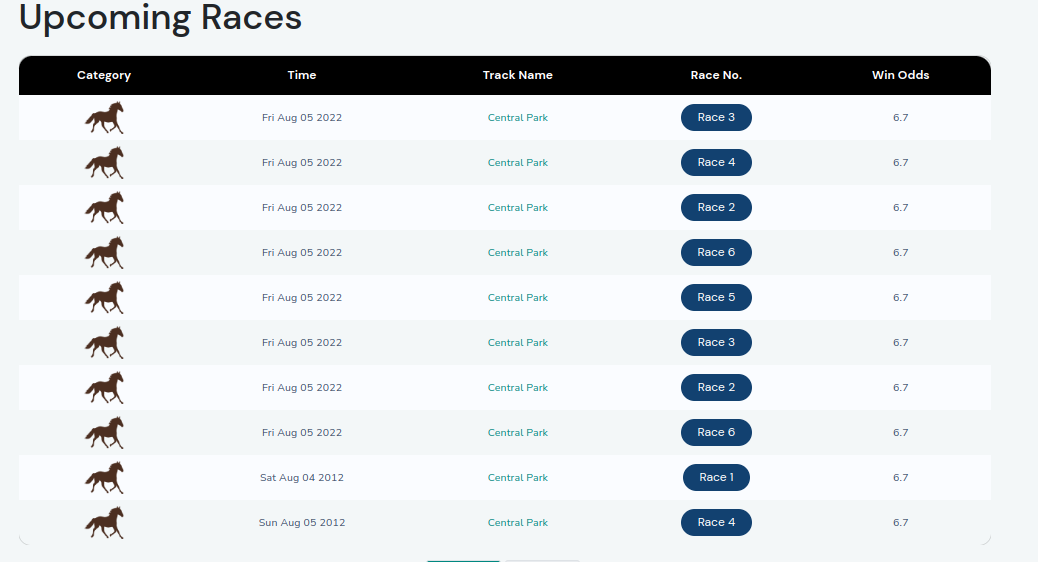 Upcoming Races
Category Time Track Name Race No. Win Odds
Fri Aug 05 2022 Central Park Race 3 6.7
Fri Aug 05 2022 Central Park Race 4 6.7
Fri Aug 05 2022 Central Park Race 2 6.7
Fri Aug 05 2022 Central Park Race 6 6.7
Fri Aug 05 2022 Central Park Race 5 6.7
Fri Aug 05 2022 Central Park Race 3 6.7
Fri Aug 05 2022 Central Park Race 2 6.7
Fri Aug 05 2022 Central Park Race 6 6.7
Sat Aug 04 2012 Central Park Race 1 6.7
Sun Aug 05 2012 Central Park Race 4 6.7